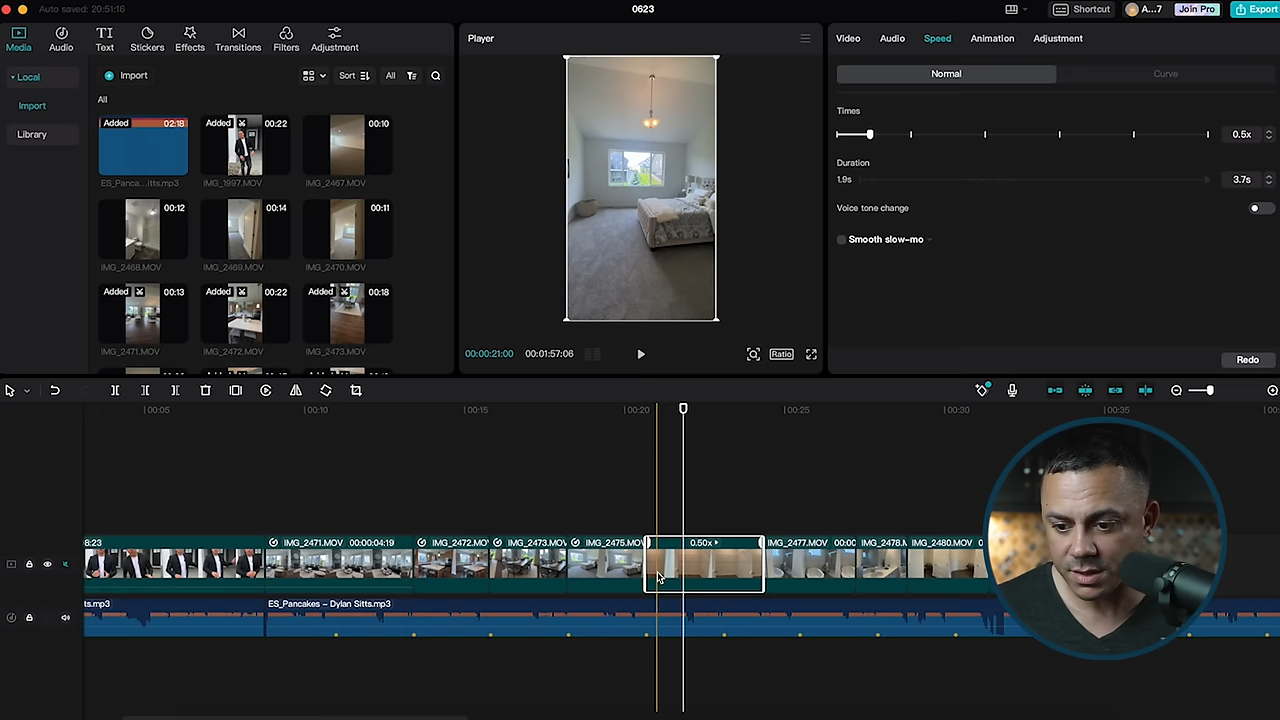 Auto saved: 20:51:16
0623
Shortcut
A...7
Join Pro
Export
Media
Audio
Text
Stickers
Effects
Transitions
Filters
Adjustment
Local
Import
Library
Import
Sort
All
All
Added
02:18
ES_Panca...itts.mp3
Added
00:22
IMG_1997.MOV
00:10
IMG_2467.MOV
00:12
IMG_2468.MOV
00:14
IMG_2469.MOV
00:11
IMG_2470.MOV
Added
00:13
IMG_2471.MOV
Added
00:22
IMG_2472.MOV
Added
00:18
IMG_2473.MOV
Player
00:00:21:00
00:01:57:06
Ratio
Video
Audio
Speed
Animation
Adjustment
Normal
Curve
Times
0.5x
Duration
1.9s
3.7s
Voice tone change
Smooth slow-mo
Redo
00:05
00:10
00:15
00:20
00:25
00:30
00:35
8:23
IMG_2471.MOV 00:00:04:19
IMG_2472.MO
IMG_2473.MOV
IMG_2475.MOV
0.50x
IMG_2477.MOV 00:00
IMG_2478.M
IMG_2480.MOV
ts.mp3
ES_Pancakes – Dylan Sitts.mp3